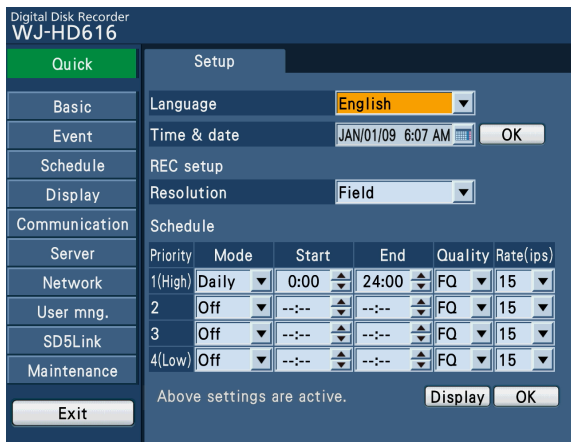 Digital Disk Recorder
WJ-HD616
Quick
Basic
Event
Schedule
Display
Communication
Server
Network
User mng.
SD5Link
Maintenance
Exit
Setup
Language English
Time & date JAN/01/09 6:07 AM OK
REC setup
Resolution Field
Schedule
Priority Mode Start End Quality Rate(ips)
1(High) Daily 0:00 24:00 FQ 15
2 Off --:-- --:-- FQ 15
3 Off --:-- --:-- FQ 15
4(Low) Off --:-- --:-- FQ 15
Above settings are active. Display OK